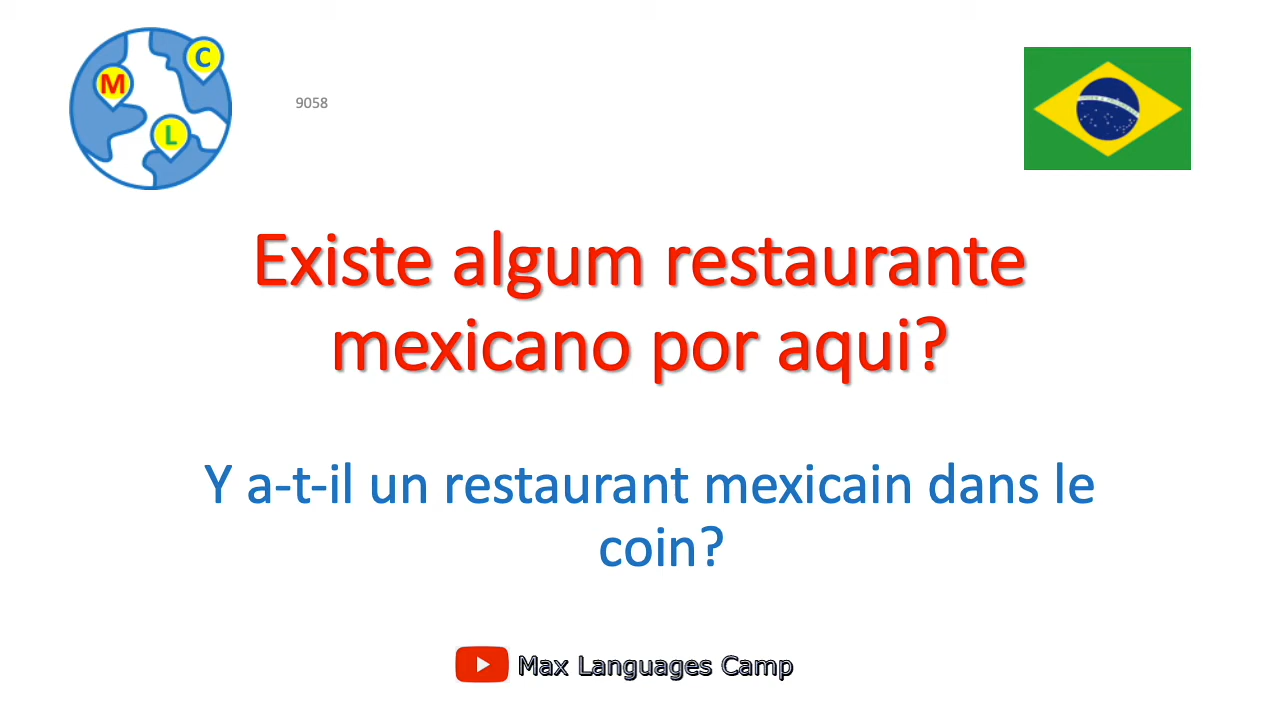 C
M
L
9058
Existe algum restaurante
mexicano por aqui?
Y a-t-il un restaurant mexicain dans le
coin?
Max Languages Camp